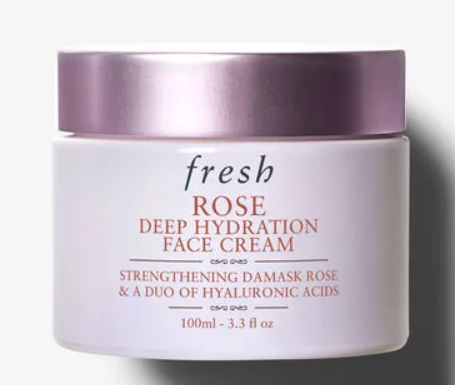 fresh
ROSE
DEEP HYDRATION
FACE CREAM
STRENGTHENING DAMASK ROSE
& A DUO OF HYALURONIC ACIDS
100ml - 3.3 fl oz